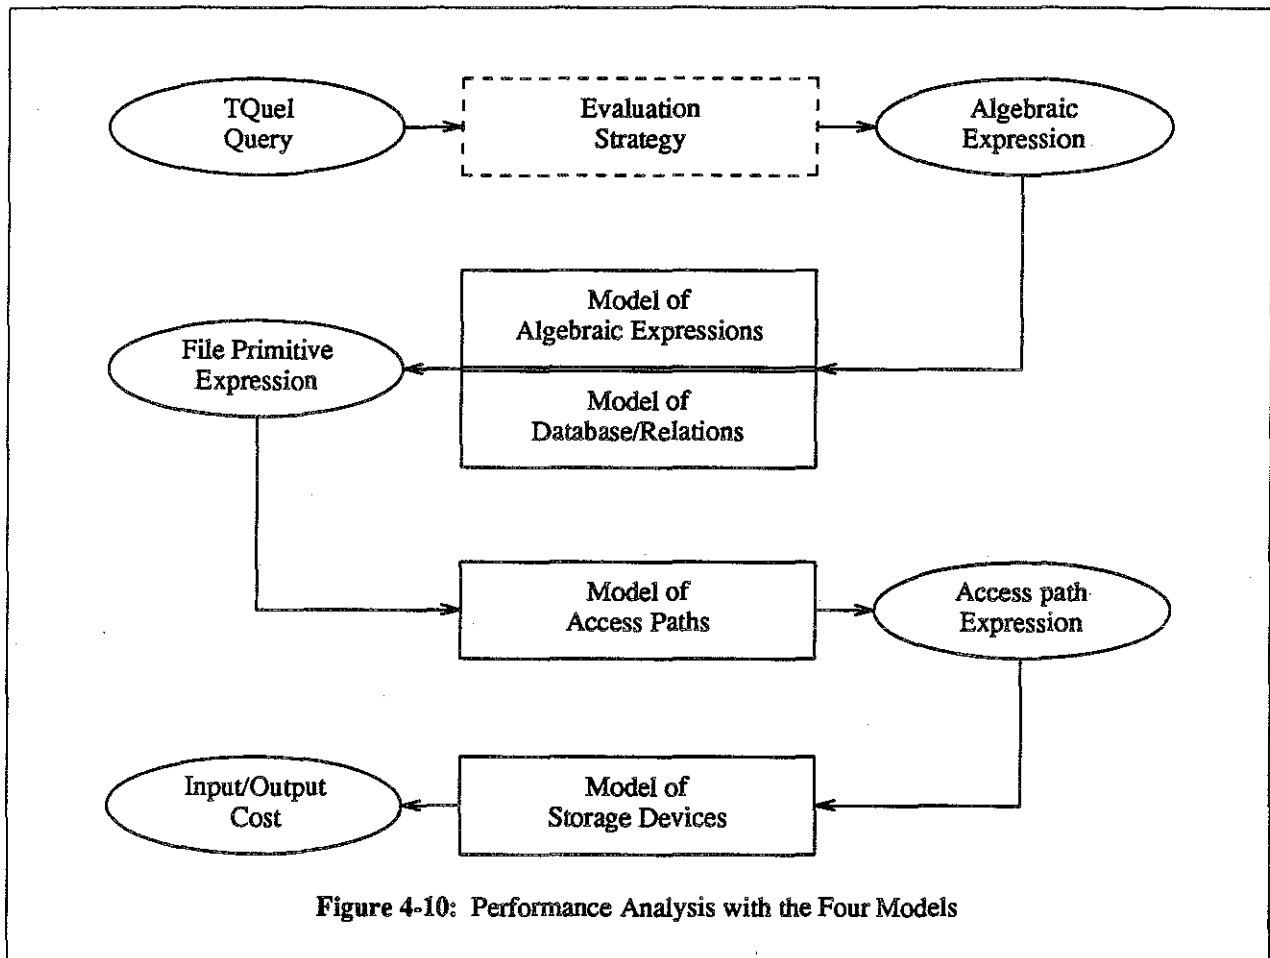 TQuel
Query
Evaluation
Strategy
Algebraic
Expression
Model of
Algebraic Expressions
File Primitive
Expression
Model of
Database/Relations
Model of
Access Paths
Access path
Expression
Input/Output
Cost
Model of
Storage Devices
Figure 4-10: Performance Analysis with the Four Models